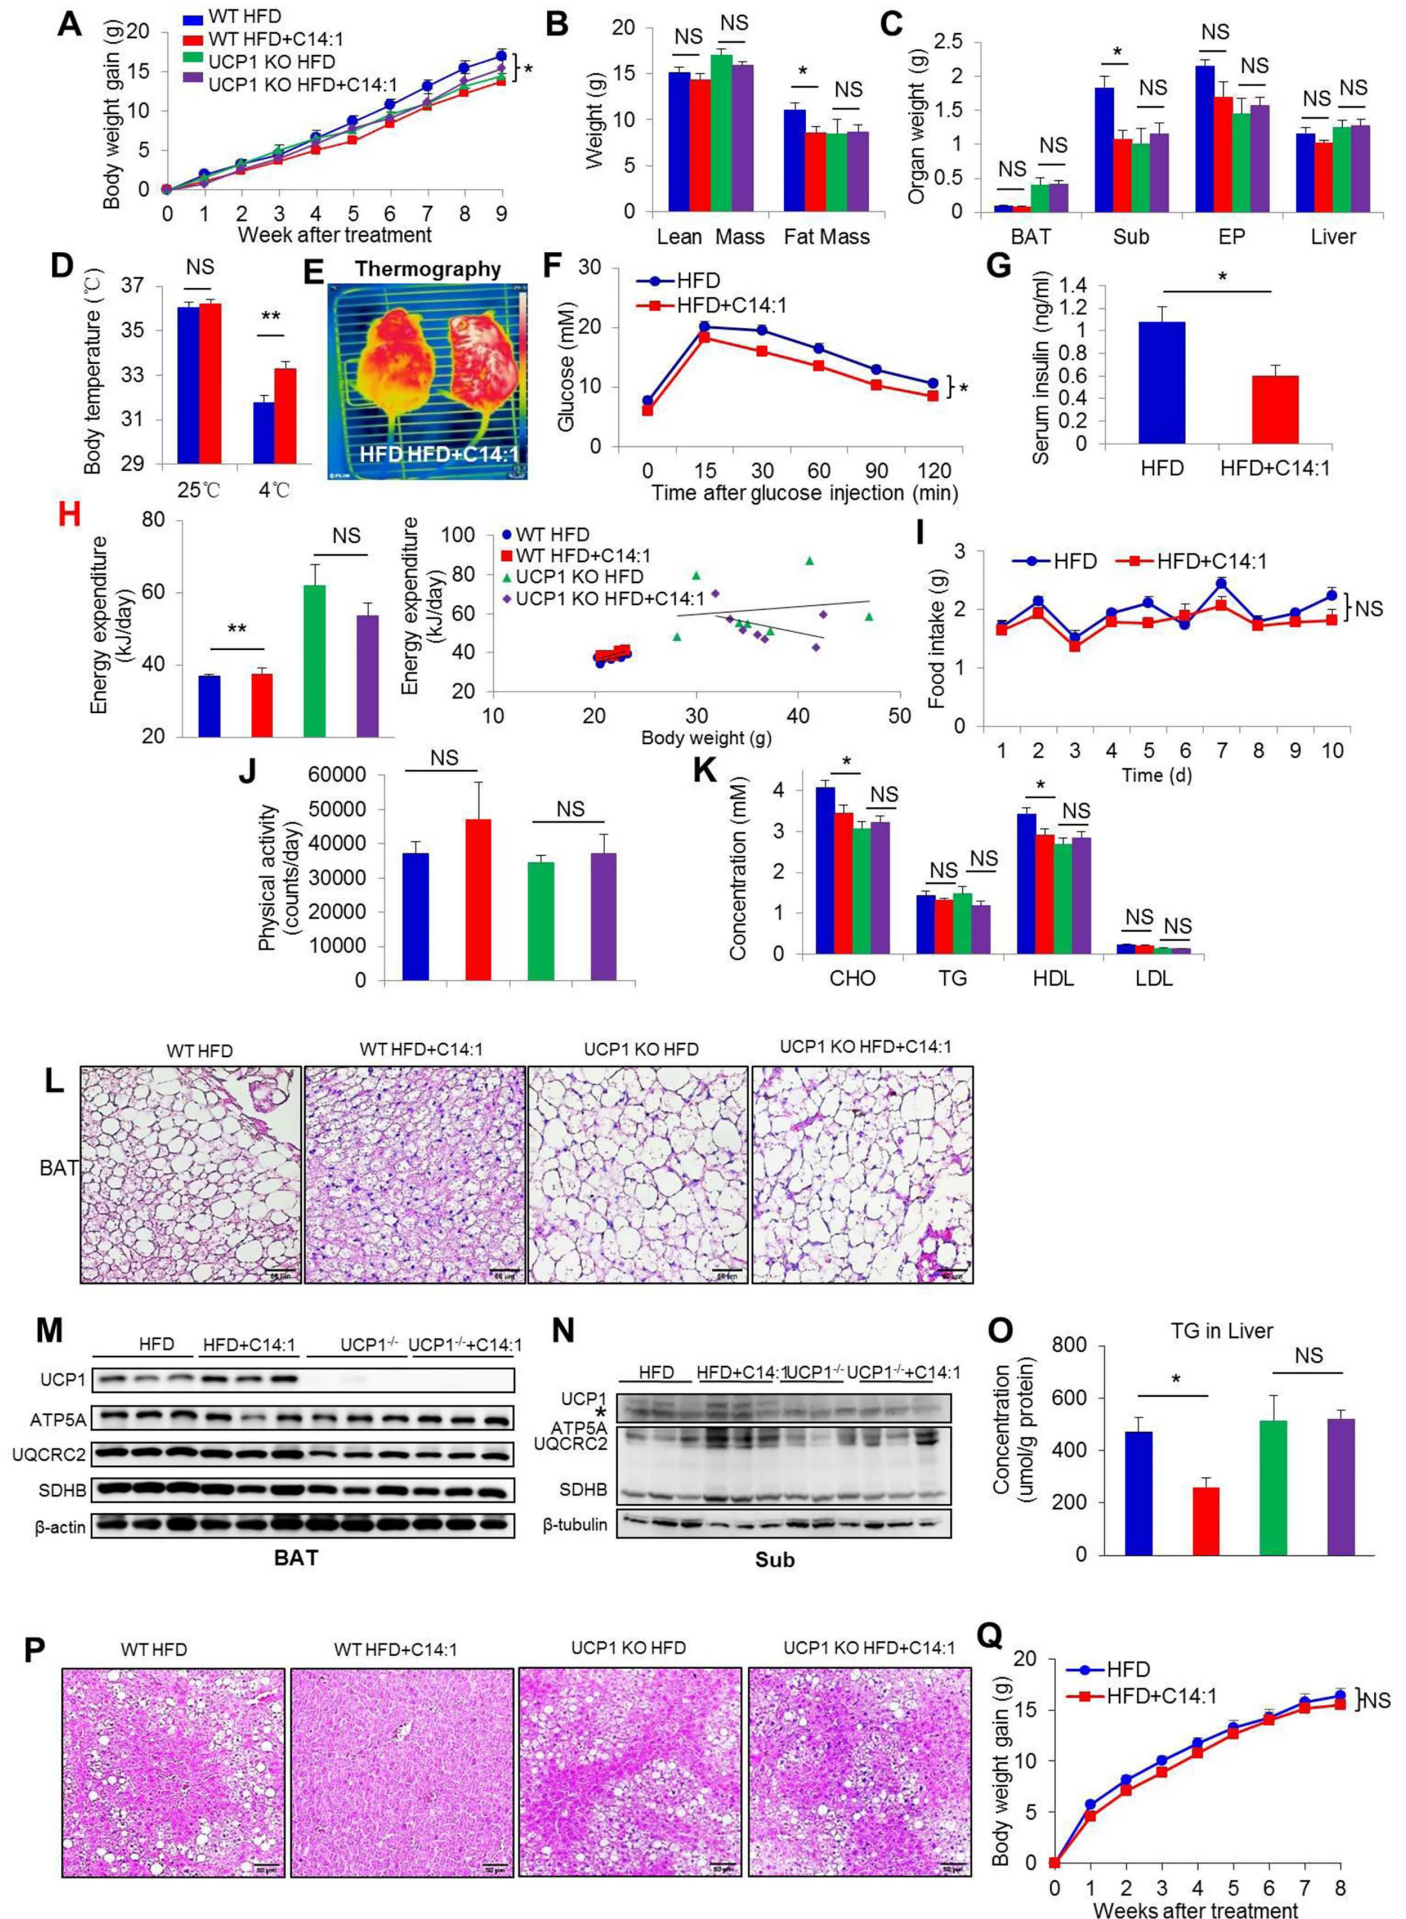 A
WT HFD
WT HFD+C14:1
UCP1 KO HFD
UCP1 KO HFD+C14:1
Body weight gain (g)
20
15
10
5
0
*
0 1 2 3 4 5 6 7 8 9
Week after treatment
B
Weight (g)
20
15
10
5
0
NS
NS
*
NS
Lean Mass Fat Mass
C
Organ weight (g)
2.5
2
1.5
1
0.5
0
NS
NS
*
NS
NS
NS
NS
NS
BAT Sub EP Liver
D
Body temperature (℃)
37
35
33
31
29
NS
**
25℃ 4℃
E
Thermography
HFD HFD+C14:1
F
Glucose (mM)
30
20
10
0
HFD
HFD+C14:1
*
0 15 30 60 90 120
Time after glucose injection (min)
G
Serum insulin (ng/ml)
1.4
1.2
1
0.8
0.6
0.4
0.2
0
*
HFD HFD+C14:1
H
Energy expenditure
(kJ/day)
80
60
40
20
**
NS
Energy expenditure
(kJ/day)
100
80
60
40
20
WT HFD
WT HFD+C14:1
UCP1 KO HFD
UCP1 KO HFD+C14:1
10 20 30 40 50
Body weight (g)
I
Food intake (g)
3
2
1
0
HFD HFD+C14:1
NS
1 2 3 4 5 6 7 8 9 10
Time (d)
J
Physical activity
(counts/day)
60000
50000
40000
30000
20000
10000
0
NS
NS
K
Concentration (mM)
4
3
2
1
0
*
NS
NS
NS
*
NS
NS
NS
CHO TG HDL LDL
L
WT HFD WT HFD+C14:1 UCP1 KO HFD UCP1 KO HFD+C14:1
BAT
M
HFD HFD+C14:1 UCP1-/- UCP1-/-+C14:1
UCP1
ATP5A
UQCRC2
SDHB
β-actin
BAT
N
HFD HFD+C14:1 UCP1-/- UCP1-/-+C14:1
UCP1
*
ATP5A
UQCRC2
SDHB
β-tubulin
Sub
O
TG in Liver
Concentration
(umol/g protein)
800
600
400
200
0
*
NS
P
WT HFD WT HFD+C14:1 UCP1 KO HFD UCP1 KO HFD+C14:1
50 μm 50 μm 50 μm 50 μm
Q
Body weight gain (g)
20
15
10
5
0
HFD
HFD+C14:1
NS
0 1 2 3 4 5 6 7 8
Weeks after treatment